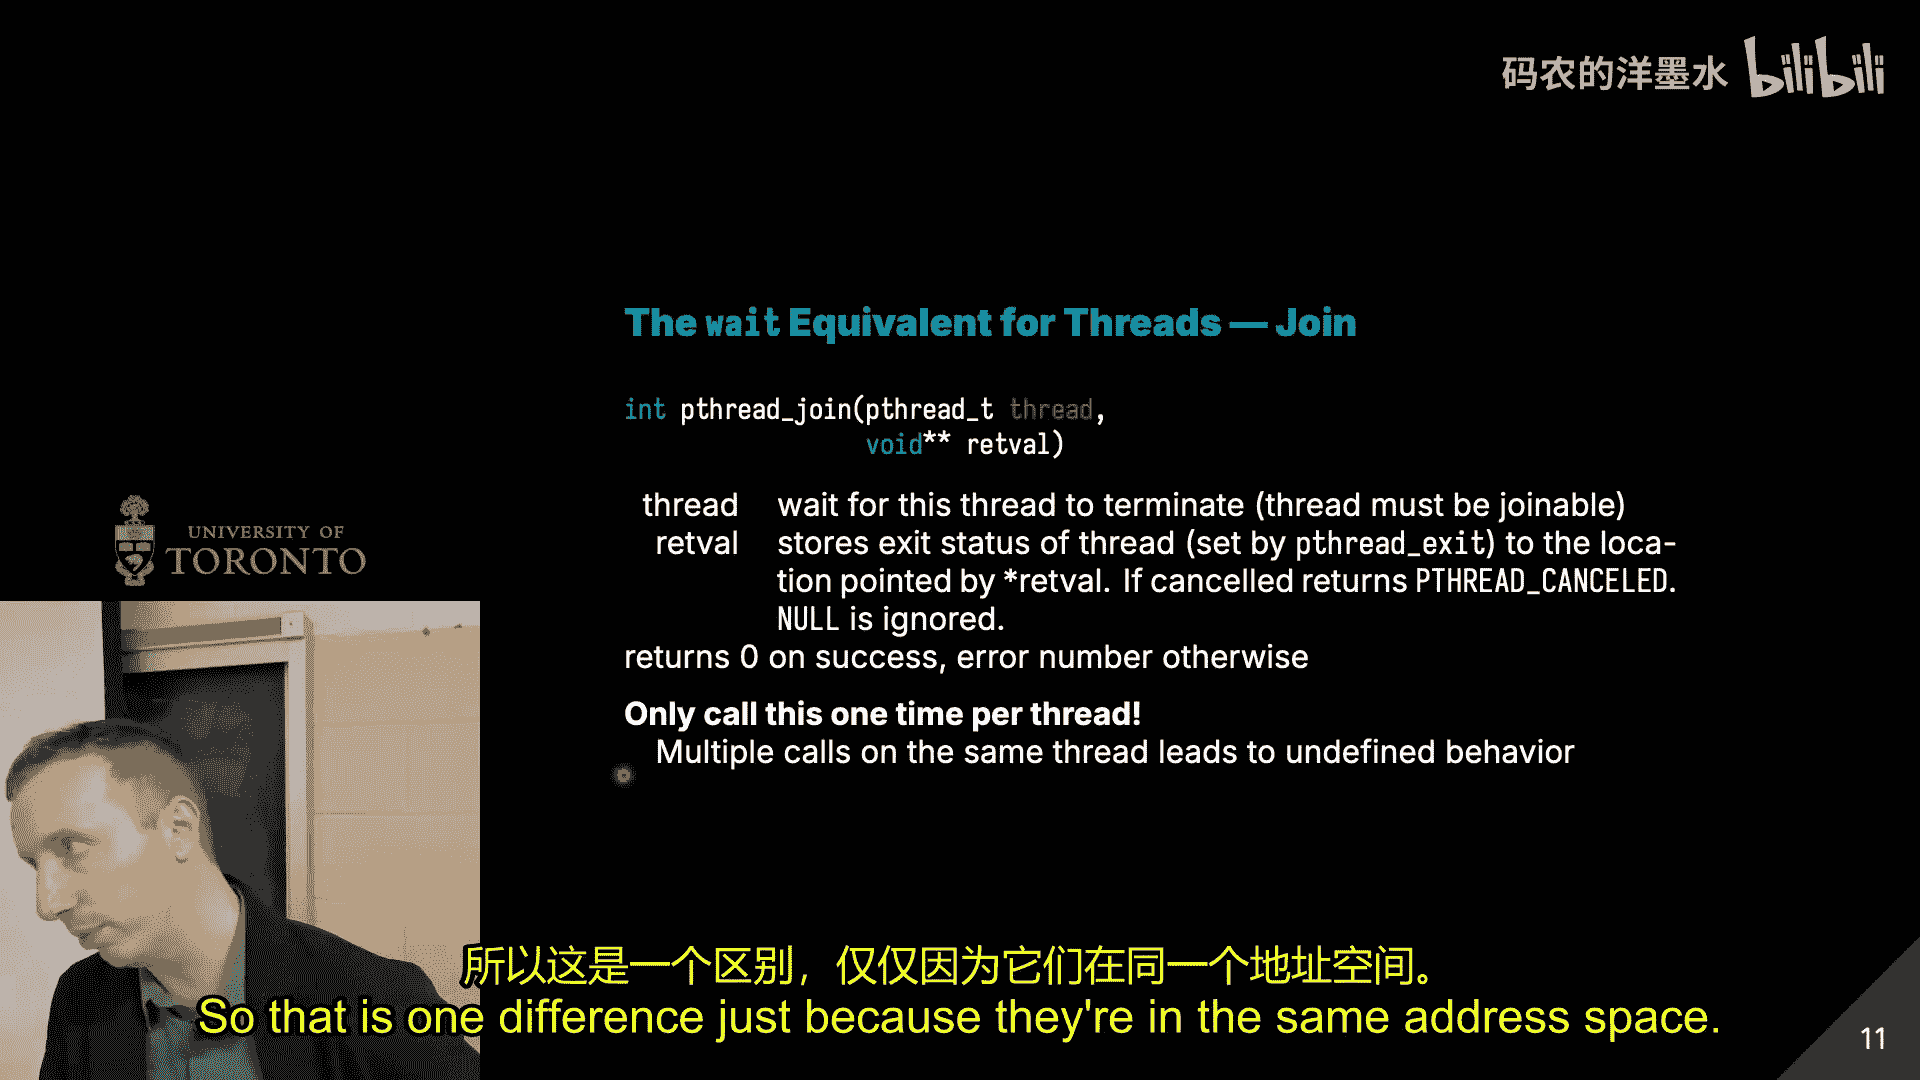 码农的洋墨水 bilibili
The wait Equivalent for Threads — Join
int pthread_join(pthread_t thread,
void** retval)
thread wait for this thread to terminate (thread must be joinable)
retval stores exit status of thread (set by pthread_exit) to the loca-
tion pointed by *retval. If cancelled returns PTHREAD_CANCELED.
NULL is ignored.
returns 0 on success, error number otherwise
Only call this one time per thread!
Multiple calls on the same thread leads to undefined behavior
UNIVERSITY OF
TORONTO
所以这是一个区别，仅仅因为它们在同一个地址空间。
So that is one difference just because they're in the same address space.
11